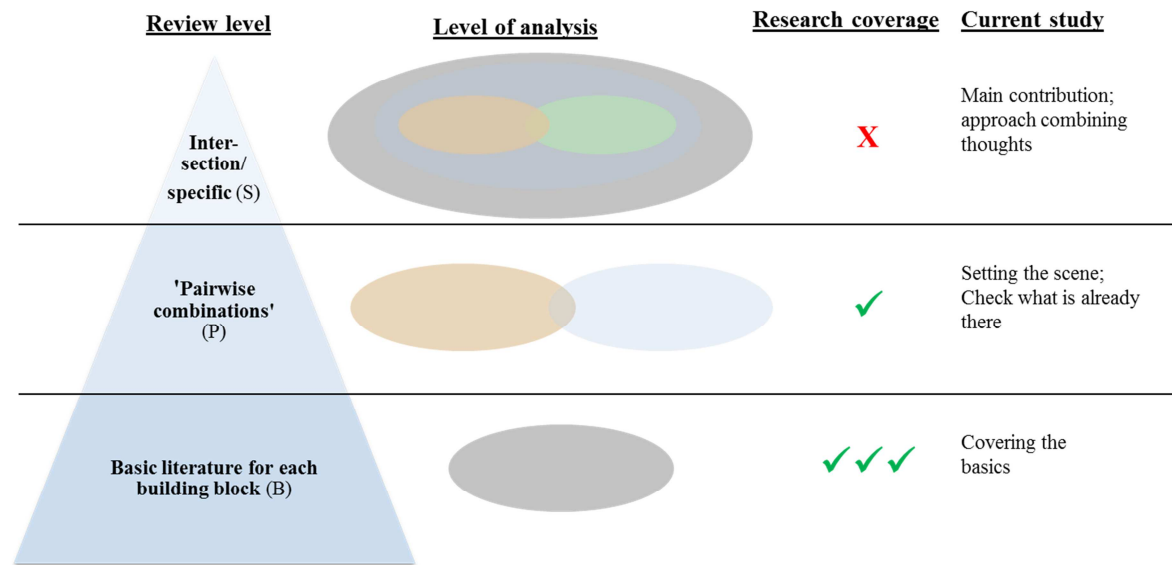 Review level
Level of analysis
Research coverage
Current study
Inter-
section/
specific (S)
X
Main contribution;
approach combining
thoughts
'Pairwise
combinations'
(P)
✓
Setting the scene;
Check what is already
there
Basic literature for each
building block (B)
✓✓✓
Covering the
basics